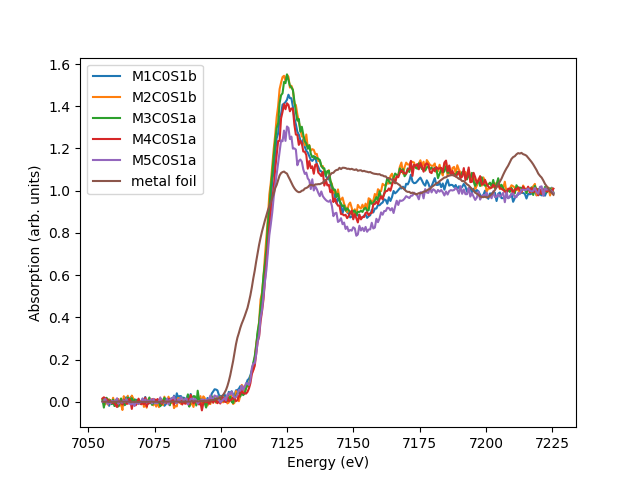 1.6
1.4
1.2
1.0
0.8
0.6
0.4
0.2
0.0
Absorption (arb. units)
M1C0S1b
M2C0S1b
M3C0S1a
M4C0S1a
M5C0S1a
metal foil
7050 7075 7100 7125 7150 7175 7200 7225
Energy (eV)